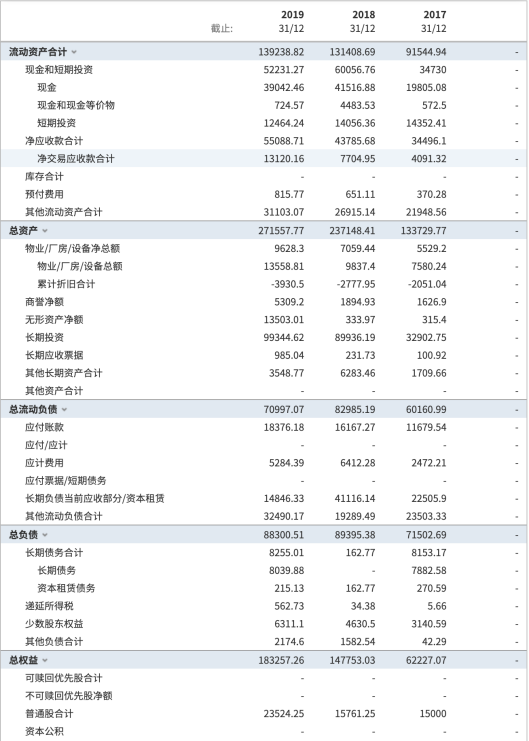 2019 2018 2017
截止: 31/12 31/12 31/12
流动资产合计 139238.82 131408.69 91544.94 -
现金和短期投资 52231.27 60056.76 34730 -
现金 39042.46 41516.88 19805.08 -
现金和现金等价物 724.57 4483.53 572.5 -
短期投资 12464.24 14056.36 14352.41 -
净应收款合计 55088.71 43785.68 34496.1 -
净交易应收款合计 13120.16 7704.95 4091.32 -
库存合计 - - - -
预付费用 815.77 651.11 370.28 -
其他流动资产合计 31103.07 26915.14 21948.56 -
总资产 271557.77 237148.41 133729.77 -
物业/厂房/设备净总额 9628.3 7059.44 5529.2 -
物业/厂房/设备总额 13558.81 9837.4 7580.24 -
累计折旧合计 -3930.5 -2777.95 -2051.04 -
商誉净额 5309.2 1894.93 1626.9 -
无形资产净额 13503.01 333.97 315.4 -
长期投资 99344.62 89936.19 32902.75 -
长期应收票据 985.04 231.73 100.92 -
其他长期资产合计 3548.77 6283.46 1709.66 -
其他资产合计 - - - -
总流动负债 70997.07 82985.19 60160.99 -
应付账款 18376.18 16167.27 11679.54 -
应付/应计 - - - -
应计费用 5284.39 6412.28 2472.21 -
应付票据/短期债务 - - - -
长期负债当前应收部分/资本租赁 14846.33 41116.14 22505.9 -
其他流动负债合计 32490.17 19289.49 23503.33 -
总负债 88300.51 89395.38 71502.69 -
长期债务合计 8255.01 162.77 8153.17 -
长期债务 8039.88 - 7882.58 -
资本租赁债务 215.13 162.77 270.59 -
递延所得税 562.73 34.38 5.66 -
少数股东权益 6311.1 4630.5 3140.59 -
其他负债合计 2174.6 1582.54 42.29 -
总权益 183257.26 147753.03 62227.07 -
可赎回优先股合计 - - - -
不可赎回优先股净额 - - - -
普通股合计 23524.25 15761.25 15000 -
资本公积 - - - -